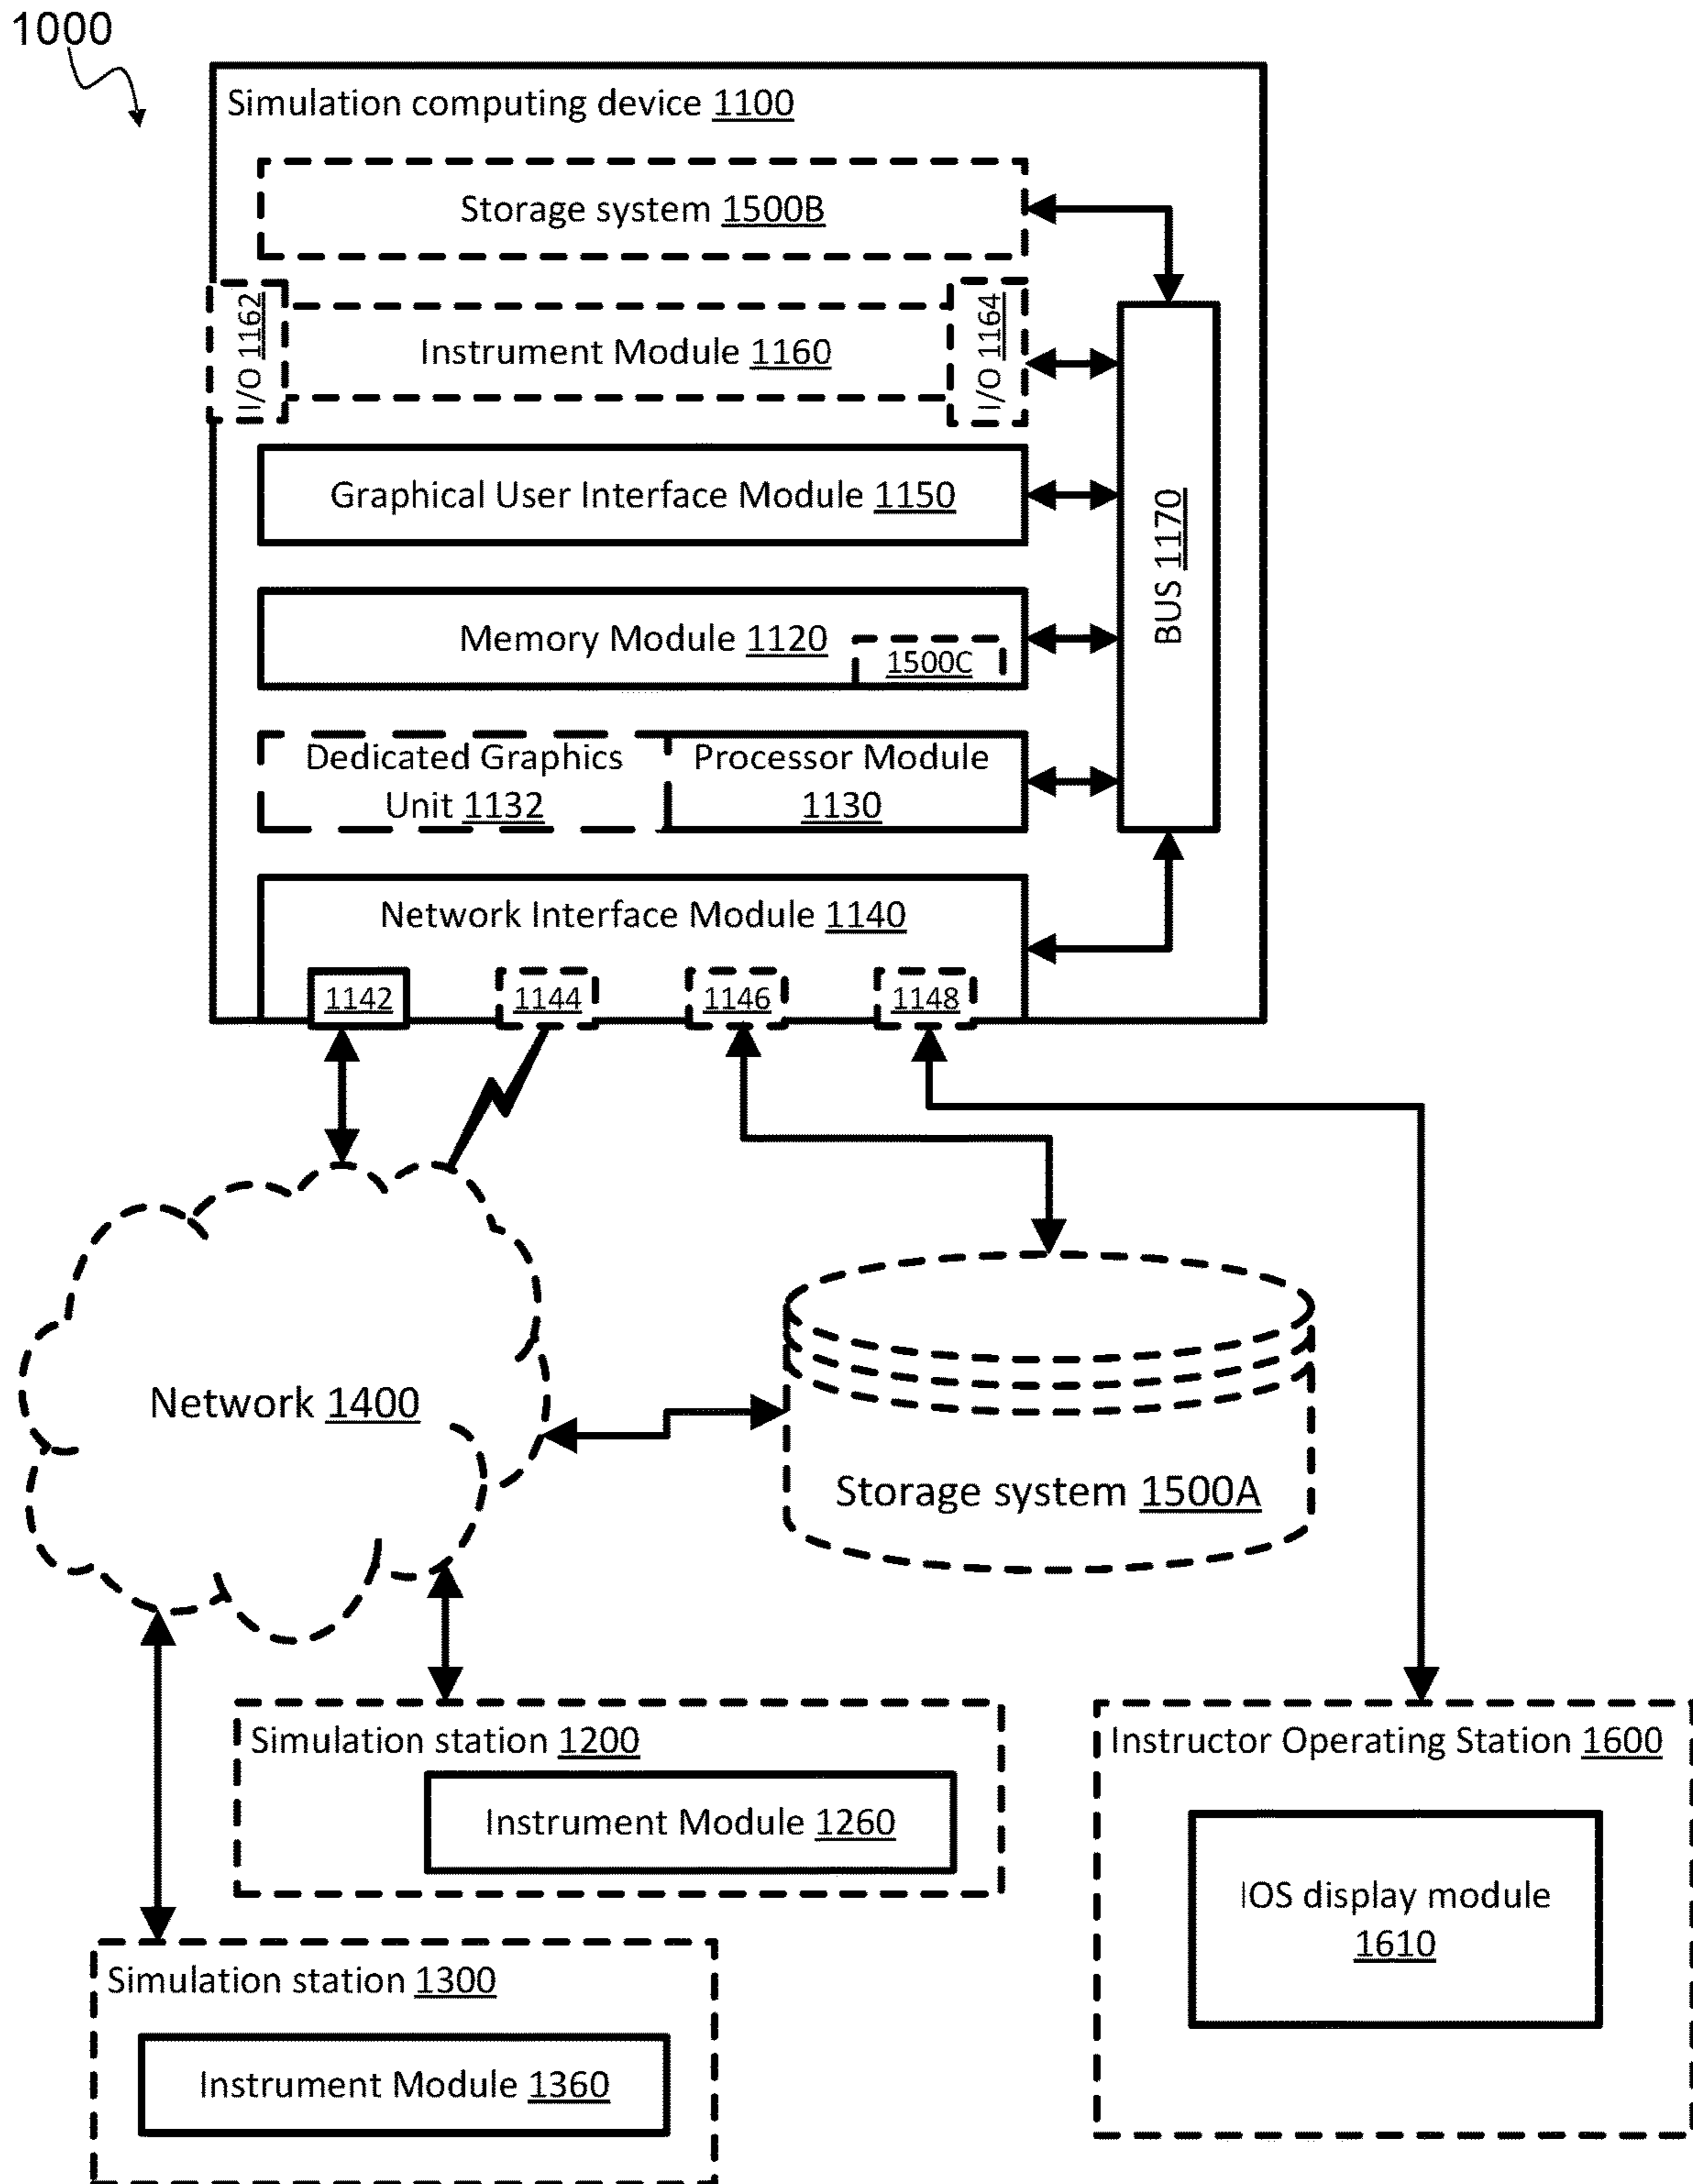 1000
Simulation computing device 1100
Storage system 1500B
I/O 1162
Instrument Module 1160
I/O 1164
Graphical User Interface Module 1150
BUS 1170
Memory Module 1120
1500C
Dedicated Graphics
Unit 1132
Processor Module
1130
Network Interface Module 1140
1142
1144
1146
1148
Network 1400
Storage system 1500A
Simulation station 1200
Instrument Module 1260
Instructor Operating Station 1600
IOS display module
1610
Simulation station 1300
Instrument Module 1360